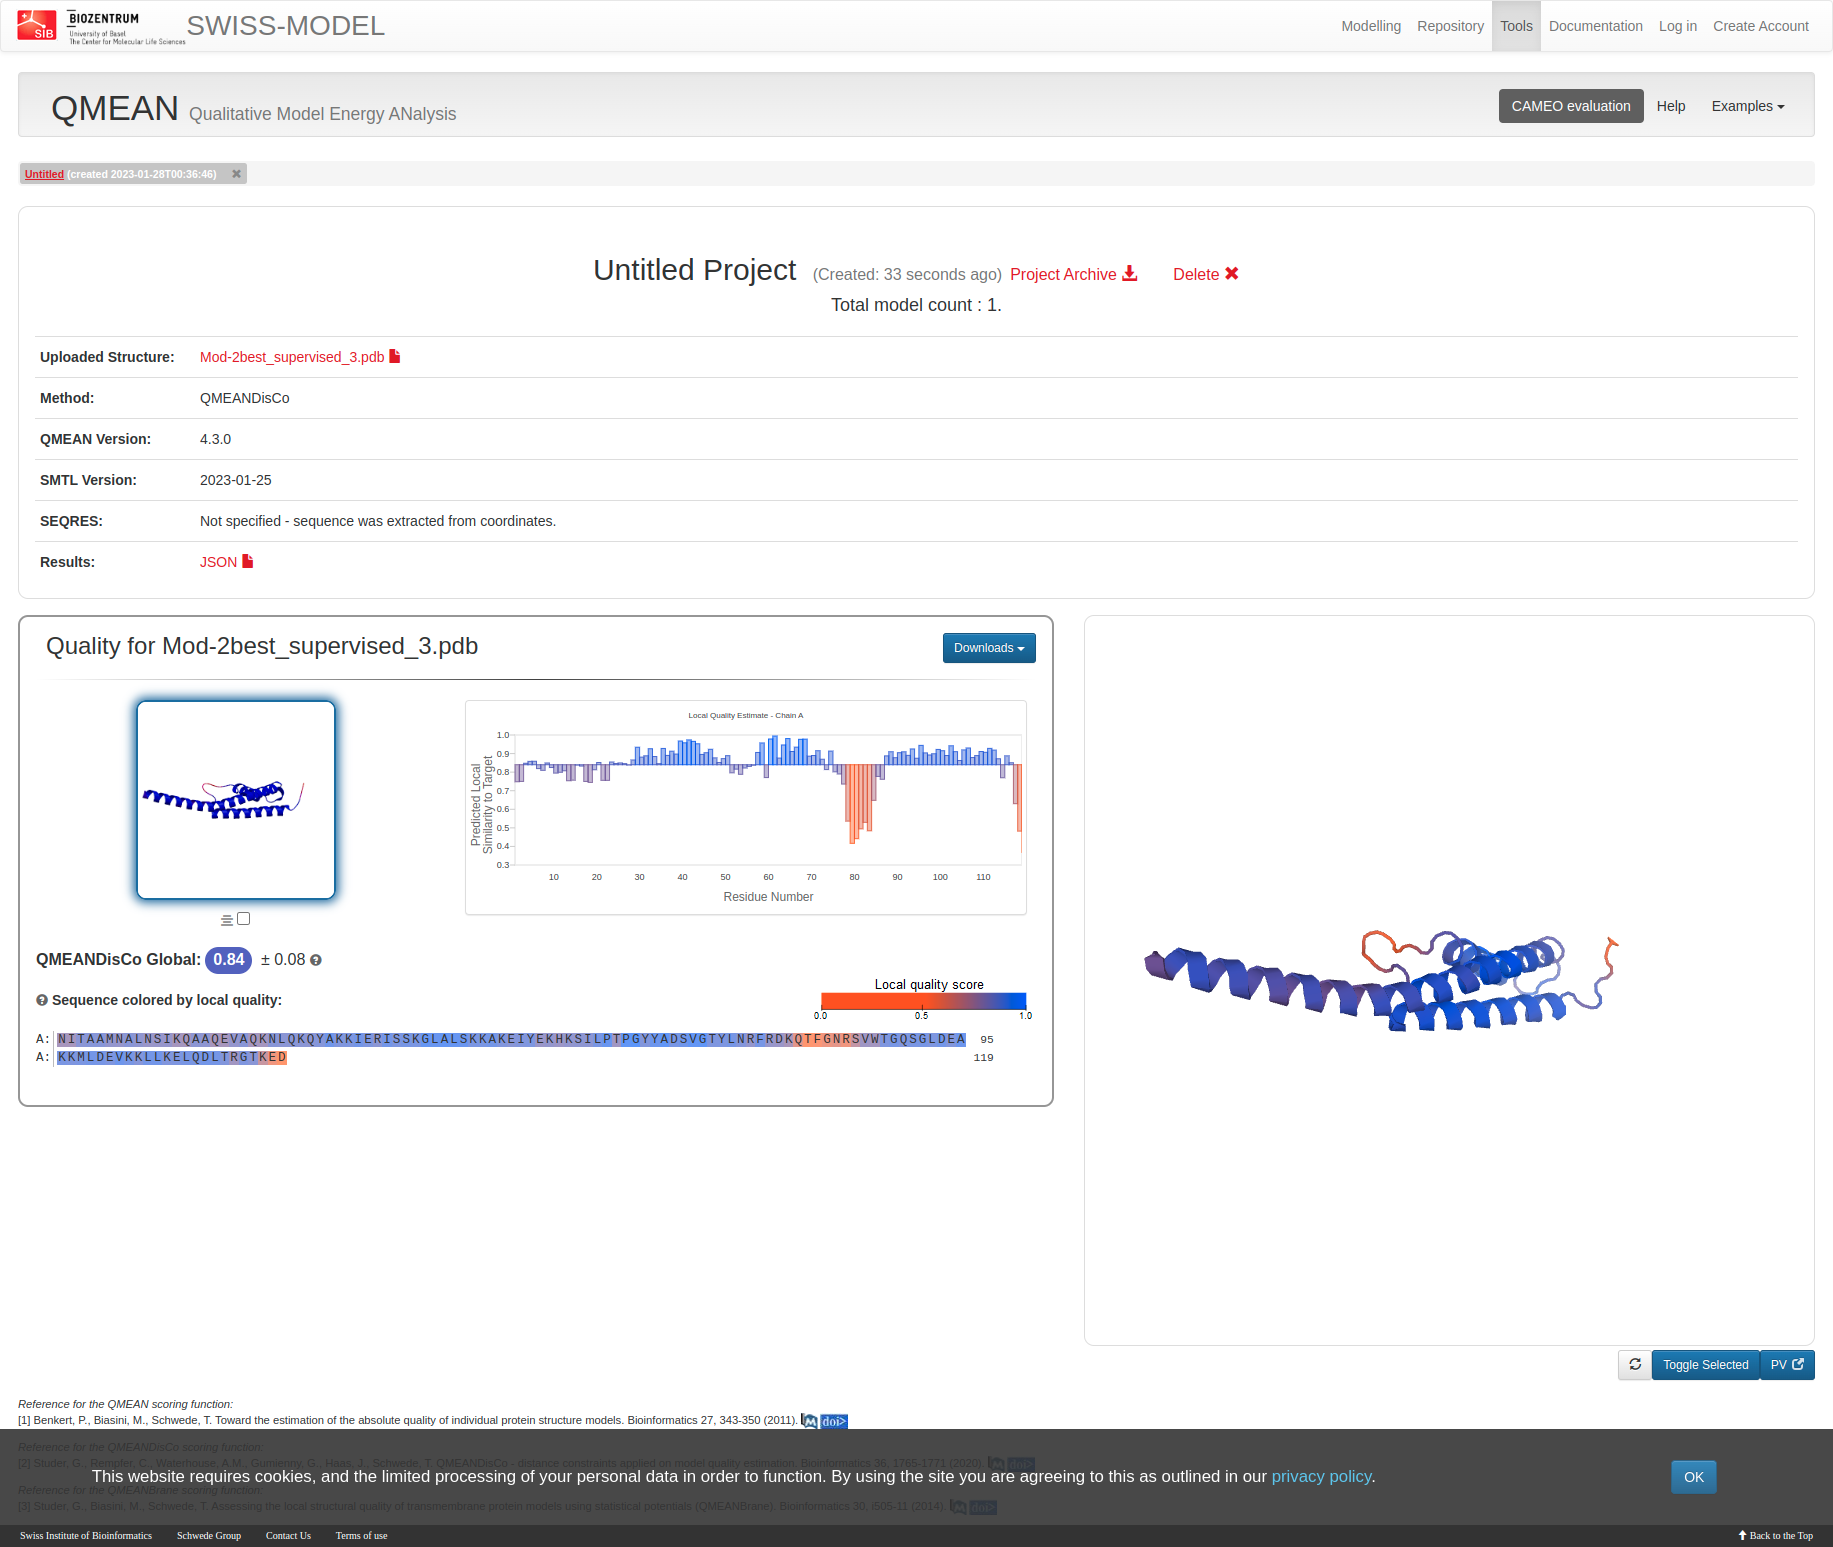 SIB
BIOZENTRUM
University of Basel
The Center for Molecular Life Sciences
SWISS-MODEL
Modelling Repository Tools Documentation Log in Create Account
QMEAN Qualitative Model Energy ANalysis
CAMEO evaluation Help Examples
Untitled (created 2023-01-28T00:36:46) ✖
Untitled Project (Created: 33 seconds ago) Project Archive Delete ✖
Total model count : 1.
Uploaded Structure: Mod-2best_supervised_3.pdb
Method: QMEANDisCo
QMEAN Version: 4.3.0
SMTL Version: 2023-01-25
SEQRES: Not specified - sequence was extracted from coordinates.
Results: JSON
Quality for Mod-2best_supervised_3.pdb
Downloads
Local Quality Estimate - Chain A
Predicted Local
Similarity to Target
1.0
0.9
0.8
0.7
0.6
0.5
0.4
0.3
10 20 30 40 50 60 70 80 90 100 110
Residue Number
QMEANDisCo Global: 0.84 ± 0.08
Sequence colored by local quality:
Local quality score
0.0 0.5 1.0
A: NITAAMNALNSIKQAAQEVAQKNLQKQYAKKIERISSKGLALSKKAKEIYEKHKSILPTPGYYADSVGTYLNRFRDKQTFGNRSVWTGQSGLDEA 95
A: KKMLDEVKKLLKELQDLTRGTKED 119
Toggle Selected PV
Reference for the QMEAN scoring function:
[1] Benkert, P., Biasini, M., Schwede, T. Toward the estimation of the absolute quality of individual protein structure models. Bioinformatics 27, 343-350 (2011). M doi>
Reference for the QMEANDisCo scoring function:
[2] Studer, G., Rempfer, C., Waterhouse, A.M., Gumienny, G., Haas, J., Schwede, T. QMEANDisCo - distance constraints applied on model quality estimation. Bioinformatics 36, 1765-1771 (2020). M doi>
This website requires cookies, and the limited processing of your personal data in order to function. By using the site you are agreeing to this as outlined in our privacy policy.
OK
Reference for the QMEANBrane scoring function:
[3] Studer, G., Biasini, M., Schwede, T. Assessing the local structural quality of transmembrane protein models using statistical potentials (QMEANBrane). Bioinformatics 30, i505-11 (2014). M doi>
Swiss Institute of Bioinformatics Schwede Group Contact Us Terms of use
Back to the Top